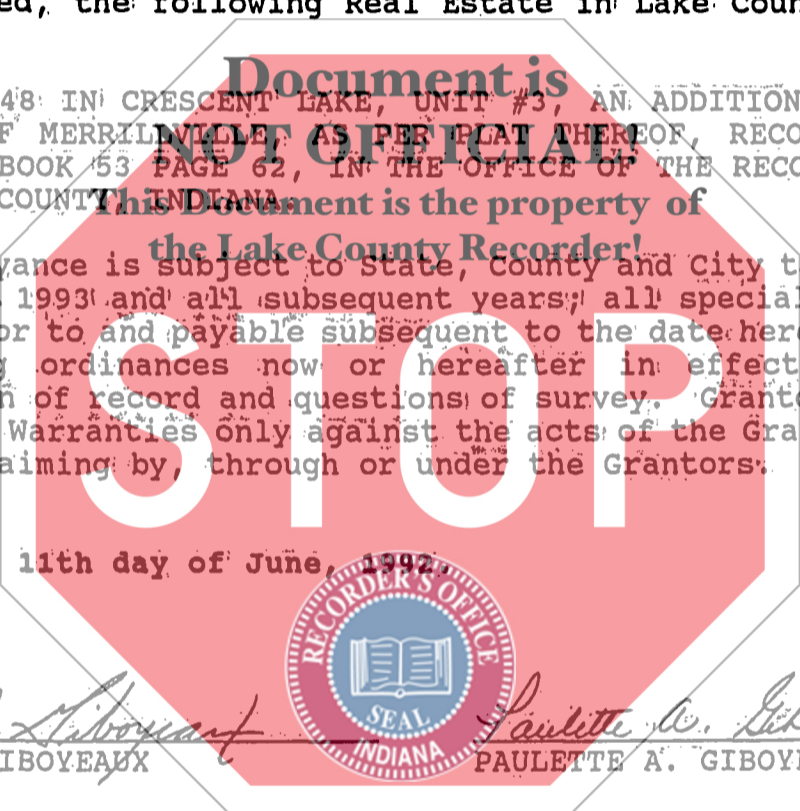 ed, the following Real Estate in Lake Coun
Document is
48 IN CRESCENT LAKE, UNIT #3, AN ADDITION
NOT OFFICIAL!
F MERRILLVILLE, AS PER PLAT THEREOF, RECO
BOOK 53 PAGE 62, IN THE OFFICE OF THE RECO
This Document is the property of
COUNTY, INDIANA.
the Lake County Recorder!
yance is subject to State, County and City t
1993 and all subsequent years; all special
or to and payable subsequent to the date here
g ordinances now or hereafter in effect
n of record and questions of survey. Granto
Warranties only against the acts of the Gra
aiming by, through or under the Grantors.
STOP
11th day of June, 1992.
RECORDER'S OFFICE
SEAL
INDIANA
Giboyeaux
Paulette A. Gib
IBOYEAUX
PAULETTE A. GIBOYE